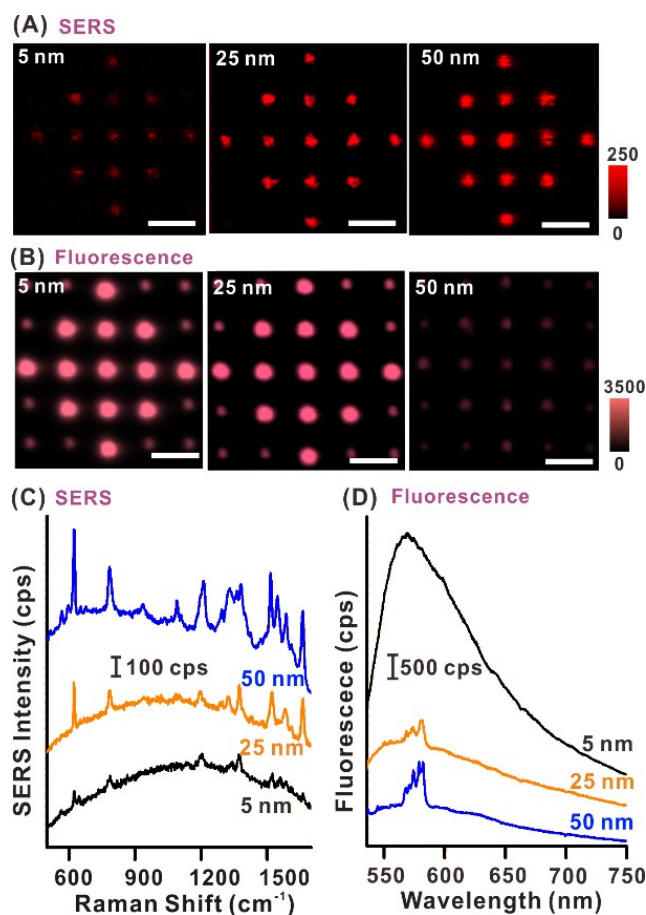 (A) SERS
5 nm
25 nm
50 nm
250
0
(B) Fluorescence
5 nm
25 nm
50 nm
3500
0
(C) SERS
(D) Fluorescence
SERS Intensity (cps)
100 cps
50 nm
25 nm
5 nm
600
900
1200
1500
Raman Shift (cm⁻¹)
Fluorescece (cps)
500 cps
5 nm
25 nm
50 nm
550
600
650
700
750
Wavelength (nm)